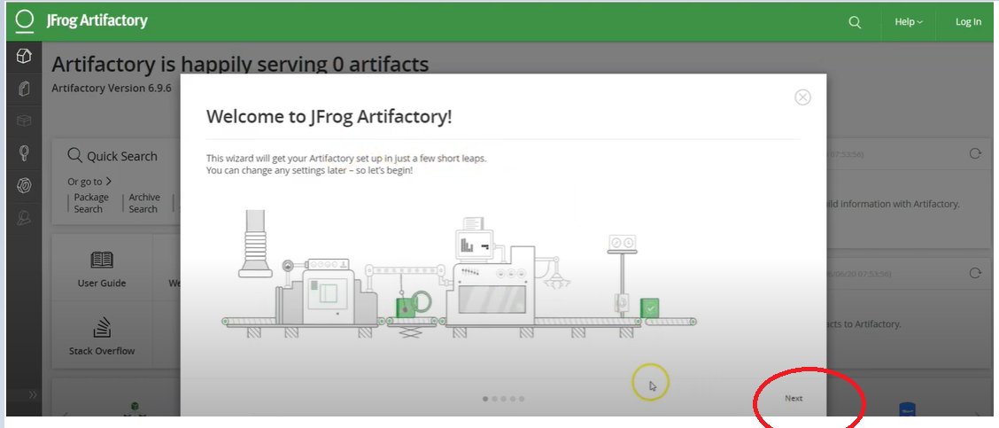 JFrog Artifactory
Help
Log In
Artifactory is happily serving 0 artifacts
Artifactory Version 6.9.6
Welcome to JFrog Artifactory!
This wizard will get your Artifactory set up in just a few short leaps.
You can change any settings later – so let's begin!
Quick Search
Or go to
Package
Search
Archive
Search
User Guide
We
Stack Overflow
07:53:56)
ild information with Artifactory.
/06/20 07:53:56)
acts to Artifactory.
Next